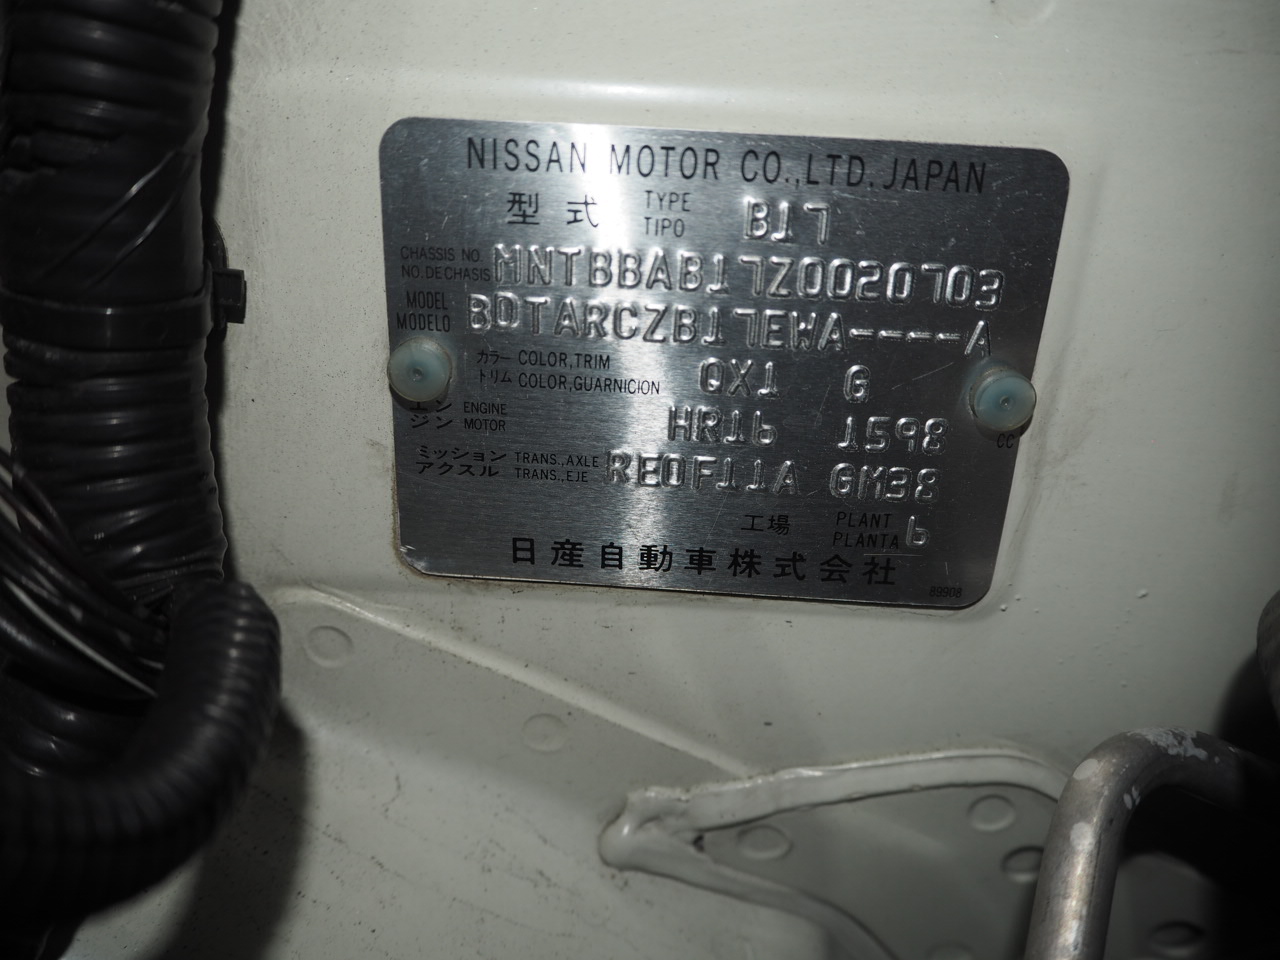 NISSAN MOTOR CO.,LTD.JAPAN
型式 TYPE TIPO B17
CHASSIS NO. NO.DECHASIS MNTBBAB17Z0020703
MODEL MODELO BDTARCZB17EWA----A
カラー COLOR,TRIM
トリム COLOR,GUARNICION QX1 G
エン ENGINE
ジン MOTOR HR16 1598 CC
ミッション TRANS.,AXLE
アクスル TRANS.,EJE RE0F11A GM38
工場 PLANT PLANTA 6
日産自動車株式会社
89908